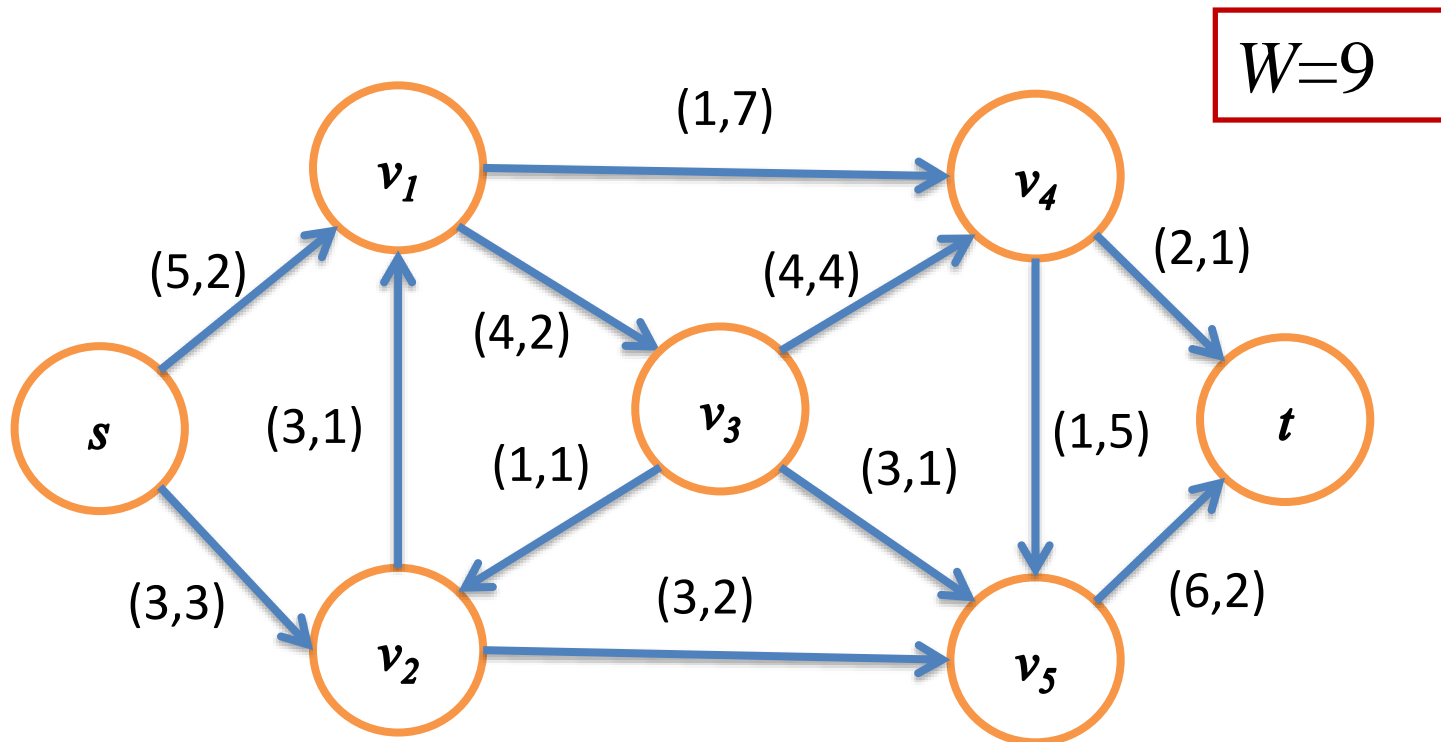 W=9
(1,7)
v1
v4
(5,2)
(4,4)
(2,1)
(4,2)
s
(3,1)
v3
t
(1,1)
(3,1)
(1,5)
(3,3)
(3,2)
(6,2)
v2
v5